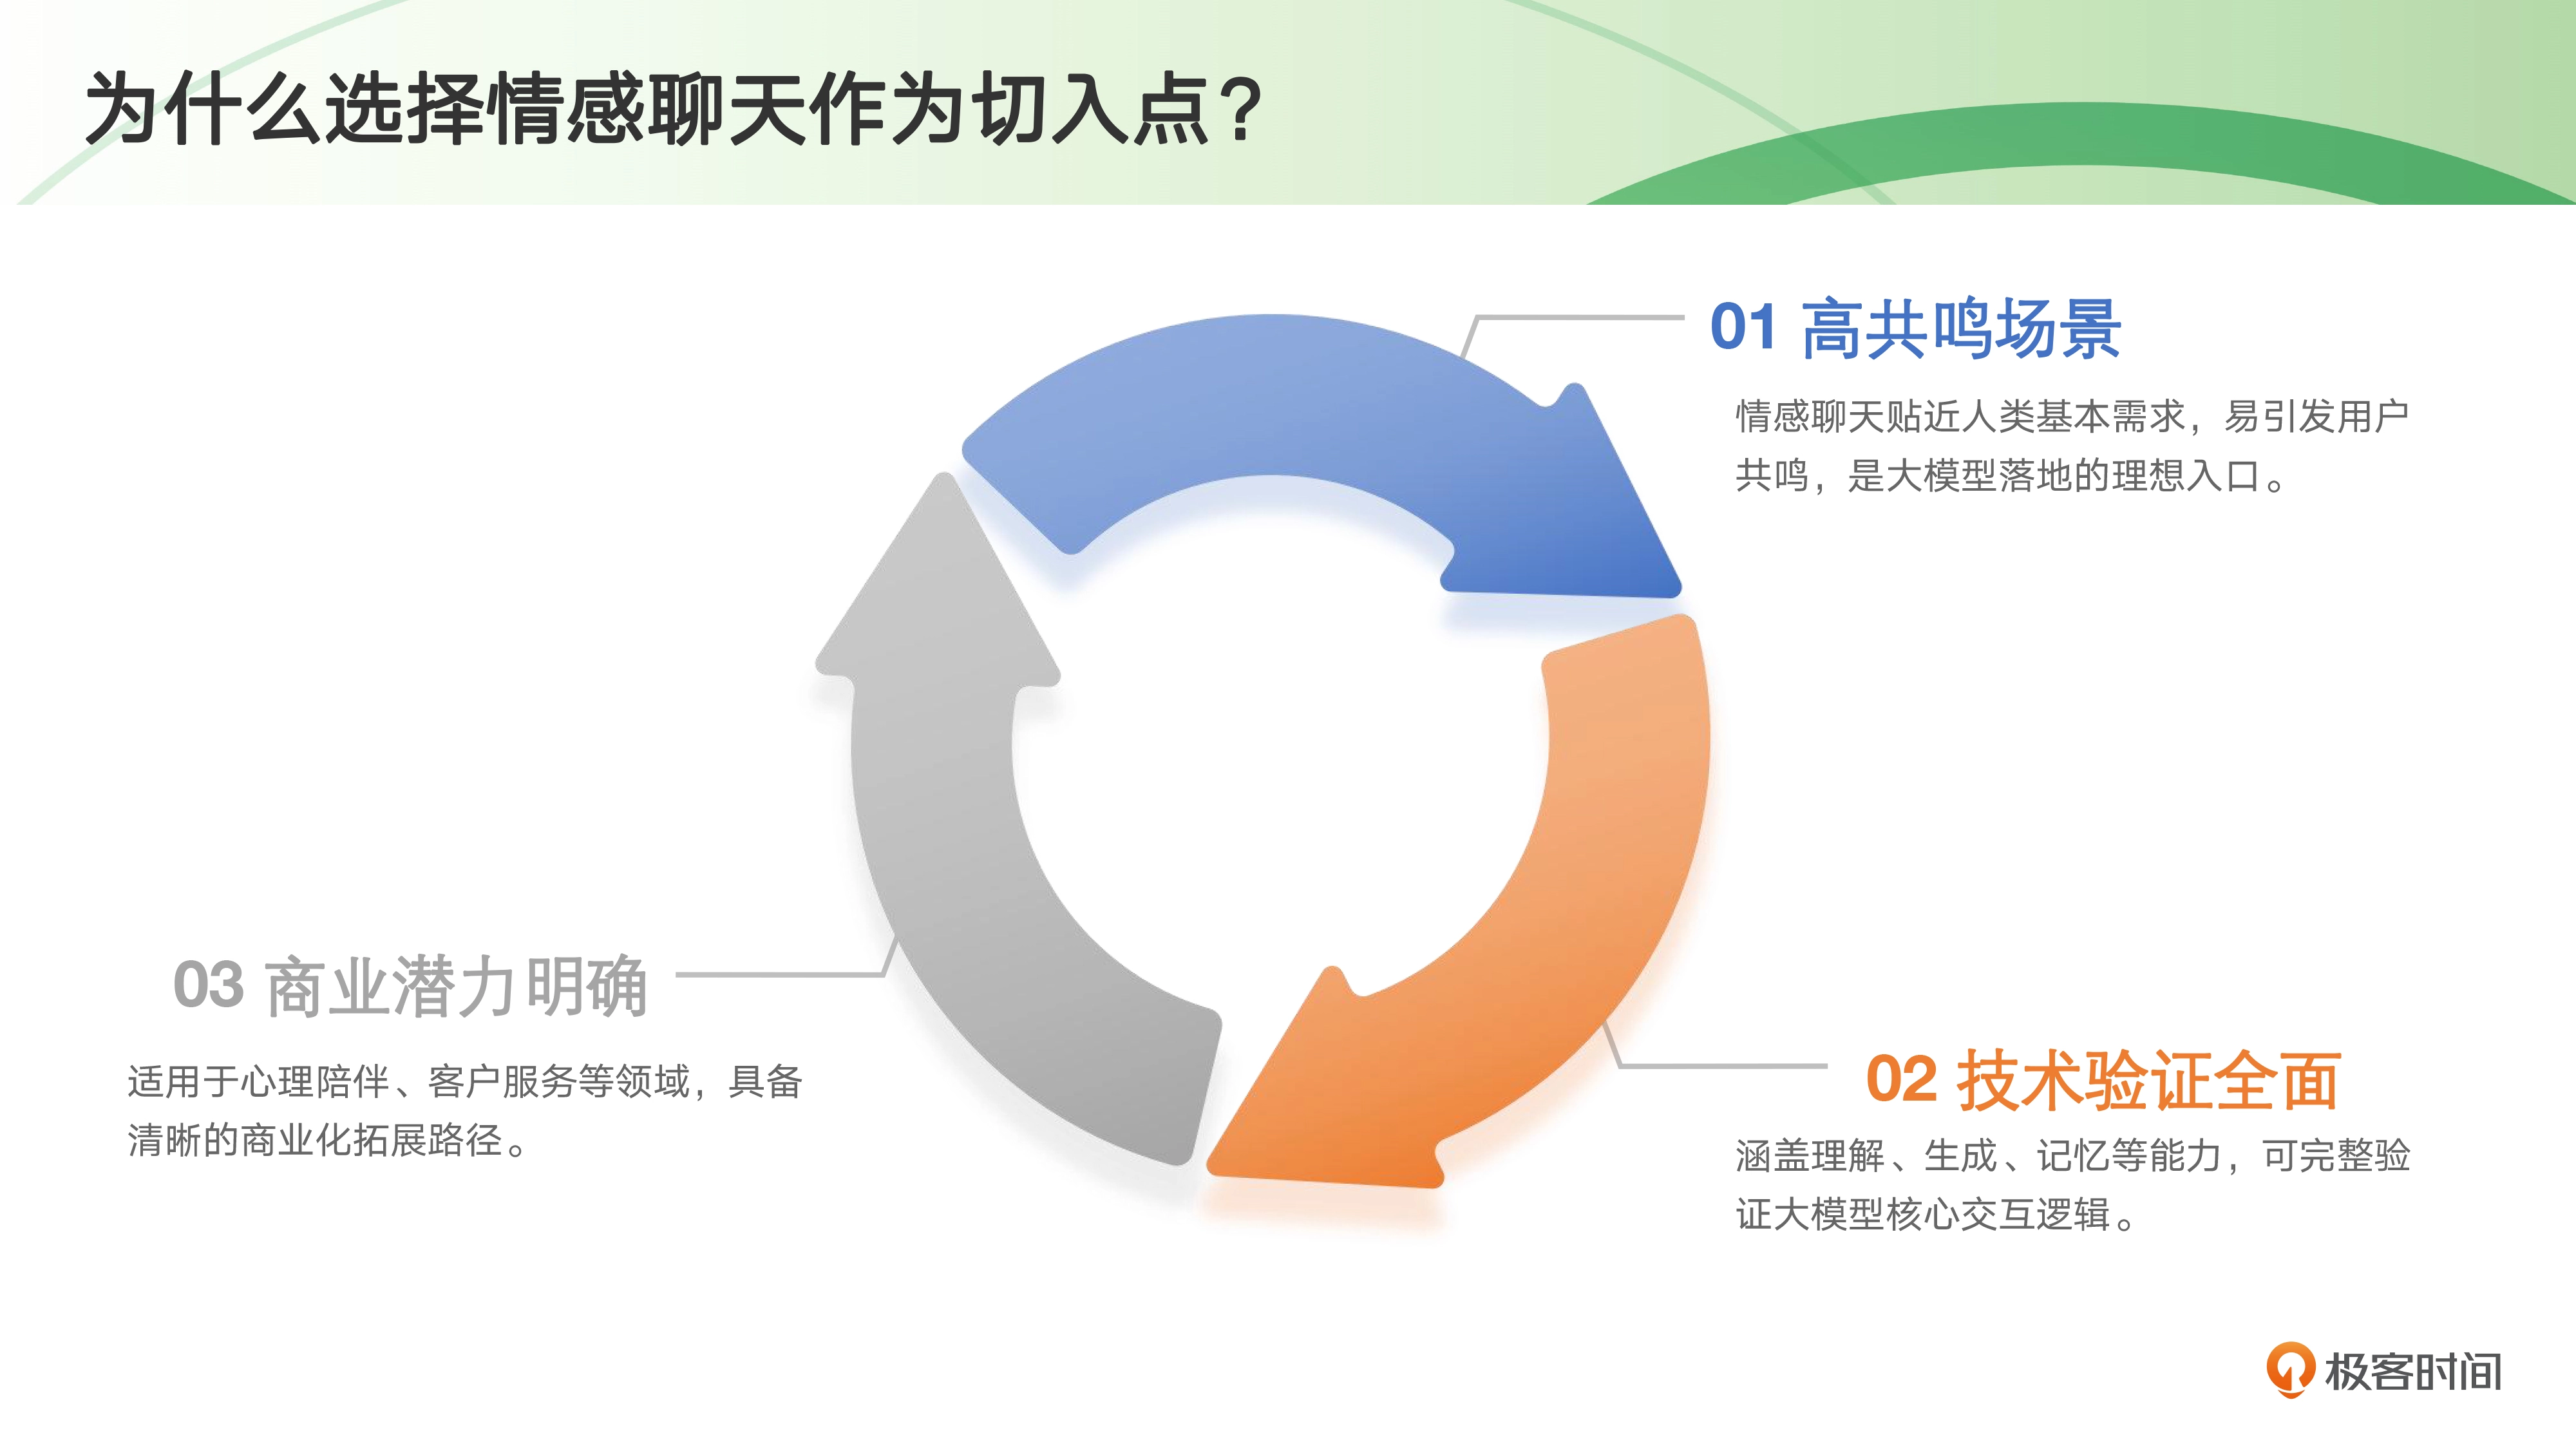 为什么选择情感聊天作为切入点?
01 高共鸣场景
情感聊天贴近人类基本需求，易引发用户
共鸣，是大模型落地的理想入口。
02 技术验证全面
涵盖理解、生成、记忆等能力，可完整验
证大模型核心交互逻辑。
03 商业潜力明确
适用于心理陪伴、客户服务等领域，具备
清晰的商业化拓展路径。
极客时间